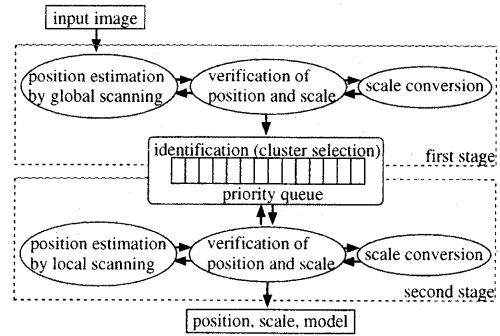 input image
position estimation
by global scanning
verification of
position and scale
scale conversion
identification (cluster selection)
first stage
priority queue
position estimation
by local scanning
verification of
position and scale
scale conversion
second stage
position, scale, model